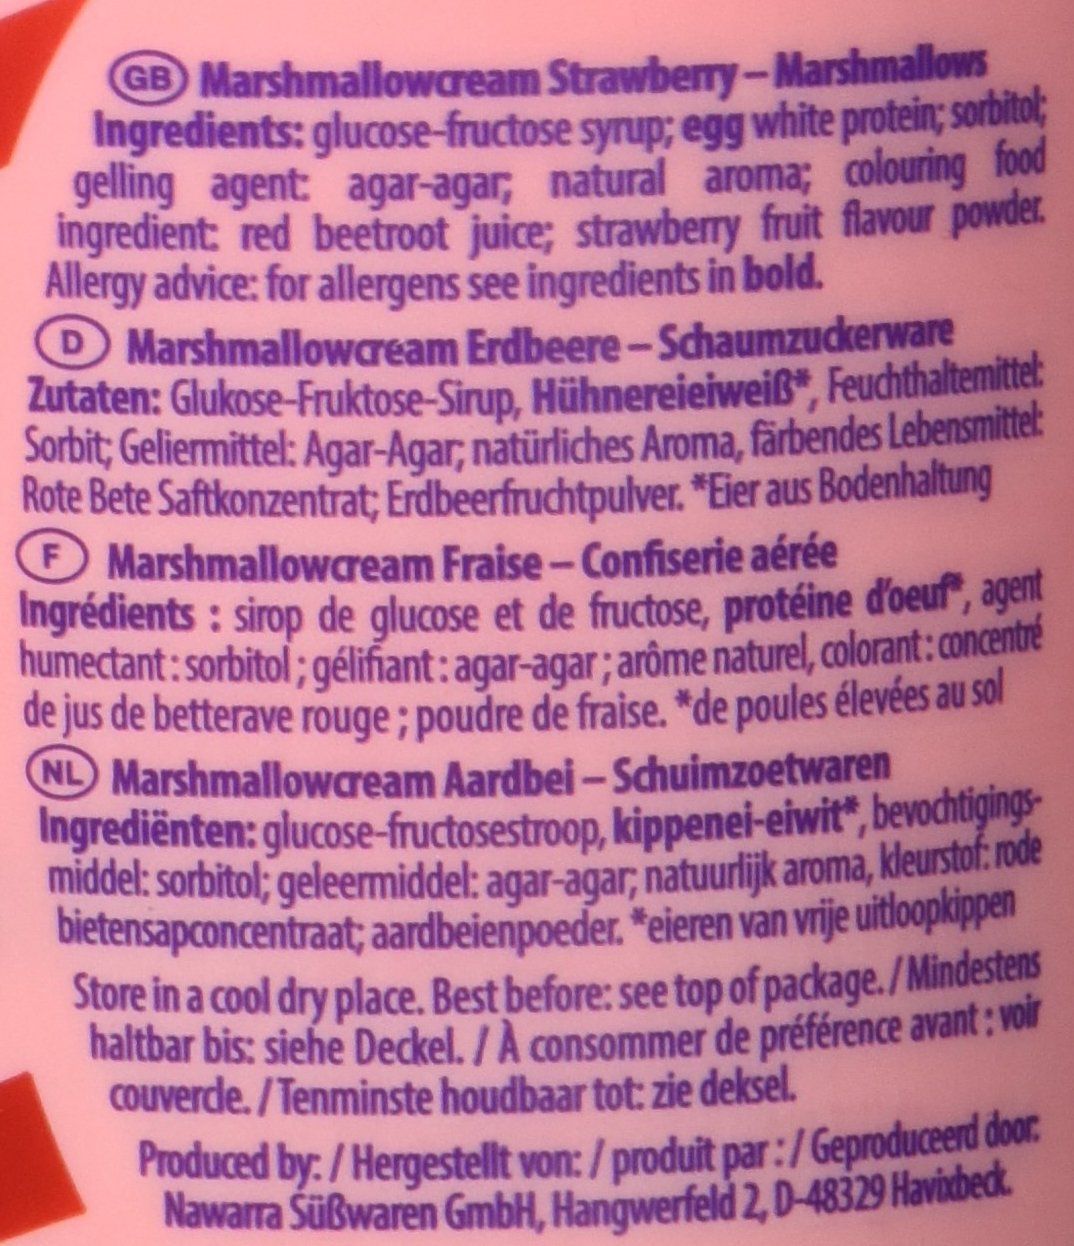 GB Marshmallowcream Strawberry – Marshmallows
Ingredients: glucose-fructose syrup; egg white protein; sorbitol;
gelling agent: agar-agar; natural aroma; colouring food
ingredient: red beetroot juice; strawberry fruit flavour powder.
Allergy advice: for allergens see ingredients in bold.
D Marshmallowcream Erdbeere – Schaumzuckerware
Zutaten: Glukose-Fruktose-Sirup, Hühnereieiweiß*, Feuchthaltemittel:
Sorbit; Geliermittel: Agar-Agar; natürliches Aroma, färbendes Lebensmittel:
Rote Bete Saftkonzentrat; Erdbeerfruchtpulver. *Eier aus Bodenhaltung
F Marshmallowcream Fraise – Confiserie aérée
Ingrédients : sirop de glucose et de fructose, protéine d'oeuf*, agent
humectant : sorbitol ; gélifiant : agar-agar ; arôme naturel, colorant : concentré
de jus de betterave rouge ; poudre de fraise. *de poules élevées au sol
NL Marshmallowcream Aardbei – Schuimzoetwaren
Ingrediënten: glucose-fructosestroop, kippenei-eiwit*, bevochtigings-
middel: sorbitol; geleermiddel: agar-agar; natuurlijk aroma, kleurstof: rode
bietensapconcentraat; aardbeienpoeder. *eieren van vrije uitloopkippen
Store in a cool dry place. Best before: see top of package. / Mindestens
haltbar bis: siehe Deckel. / À consommer de préférence avant : voir
couvercle. / Tenminste houdbaar tot: zie deksel.
Produced by: / Hergestellt von: / produit par : / Geproduceerd door:
Nawarra Süßwaren GmbH, Hangwerfeld 2, D-48329 Havixbeck.